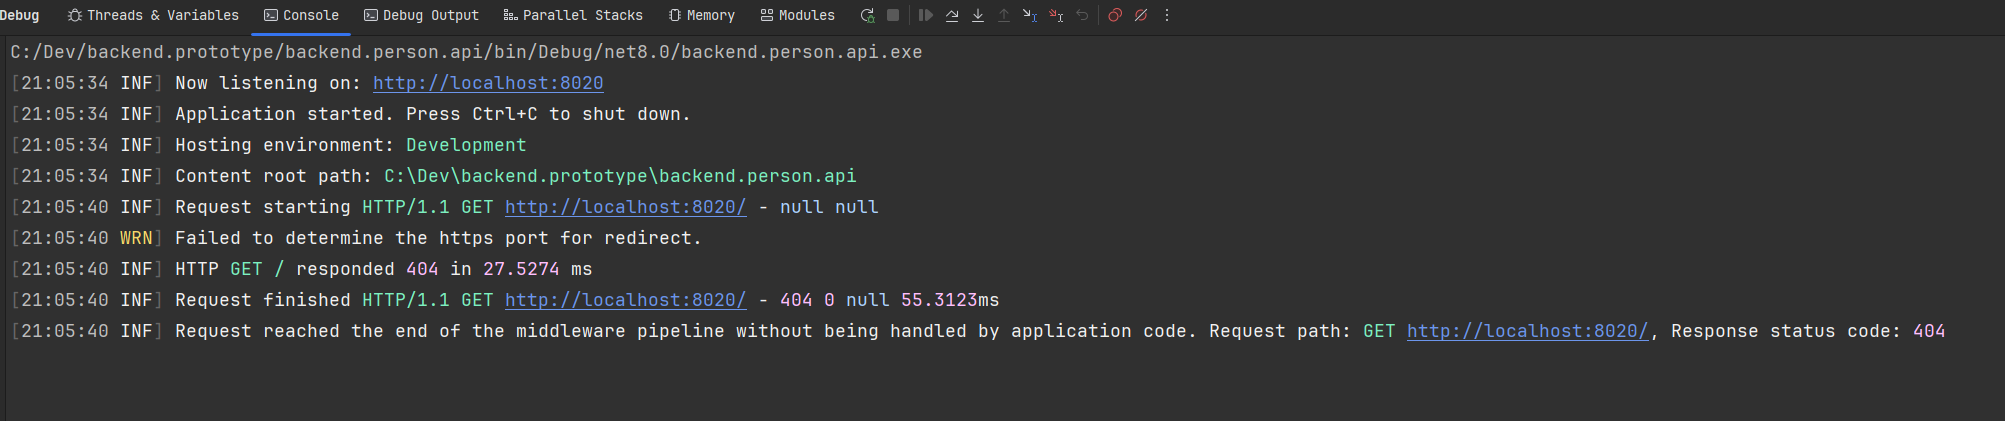 Debug Threads & Variables Console Debug Output Parallel Stacks Memory Modules
C:/Dev/backend.prototype/backend.person.api/bin/Debug/net8.0/backend.person.api.exe
[21:05:34 INF] Now listening on: http://localhost:8020
[21:05:34 INF] Application started. Press Ctrl+C to shut down.
[21:05:34 INF] Hosting environment: Development
[21:05:34 INF] Content root path: C:\Dev\backend.prototype\backend.person.api
[21:05:40 INF] Request starting HTTP/1.1 GET http://localhost:8020/ - null null
[21:05:40 WRN] Failed to determine the https port for redirect.
[21:05:40 INF] HTTP GET / responded 404 in 27.5274 ms
[21:05:40 INF] Request finished HTTP/1.1 GET http://localhost:8020/ - 404 0 null 55.3123ms
[21:05:40 INF] Request reached the end of the middleware pipeline without being handled by application code. Request path: GET http://localhost:8020/, Response status code: 404